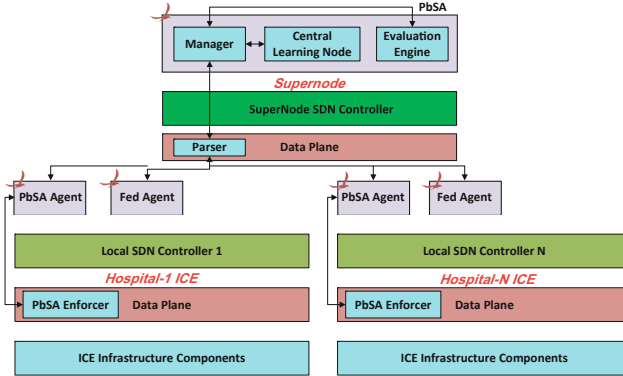 PbSA
Manager
Central
Learning Node
Evaluation
Engine
Supernode
SuperNode SDN Controller
Parser
Data Plane
PbSA Agent
Fed Agent
PbSA Agent
Fed Agent
Local SDN Controller 1
Local SDN Controller N
Hospital-1 ICE
Hospital-N ICE
PbSA Enforcer
Data Plane
PbSA Enforcer
Data Plane
ICE Infrastructure Components
ICE Infrastructure Components